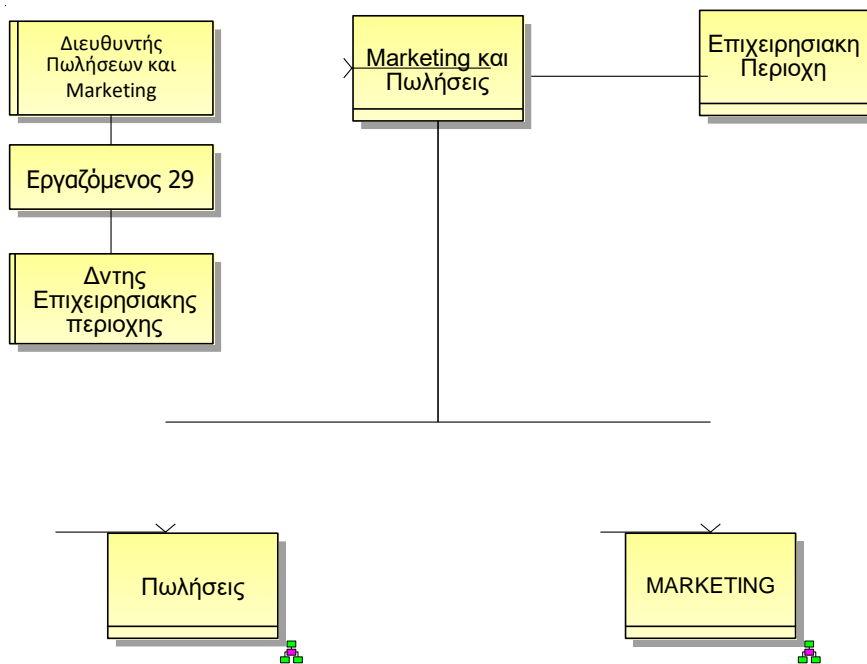 Διευθυντής
Πωλήσεων και
Marketing
Marketing και
Πωλήσεις
Επιχειρησιακη
Περιοχη
Εργαζόμενος 29
Δντης
Επιχειρησιακης
περιοχης
Πωλήσεις
MARKETING